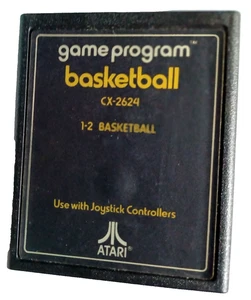 game program™
basketball
CX-2624
1-2 BASKETBALL
Use with Joystick Controllers
ATARI®